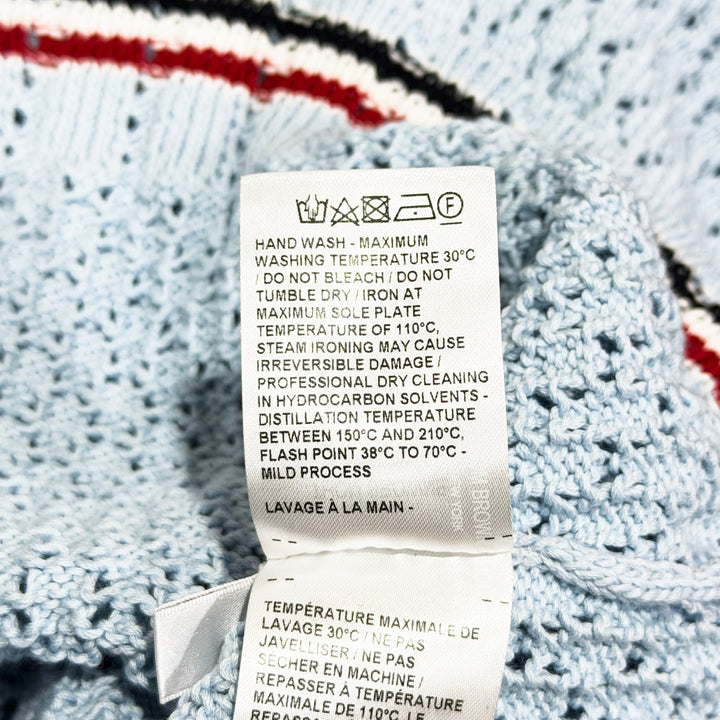 F
HAND WASH - MAXIMUM
WASHING TEMPERATURE 30°C
/ DO NOT BLEACH / DO NOT
TUMBLE DRY / IRON AT
MAXIMUM SOLE PLATE
TEMPERATURE OF 110°C,
STEAM IRONING MAY CAUSE
IRREVERSIBLE DAMAGE /
PROFESSIONAL DRY CLEANING
IN HYDROCARBON SOLVENTS -
DISTILLATION TEMPERATURE
BETWEEN 150°C AND 210°C,
FLASH POINT 38°C TO 70°C -
MILD PROCESS
LAVAGE À LA MAIN -
TEMPÉRATURE MAXIMALE DE
LAVAGE 30°C / NE PAS
JAVELLISER / NE PAS
SÉCHER EN MACHINE /
REPASSER À TEMPÉRATURE
MAXIMALE DE 110°C, LE